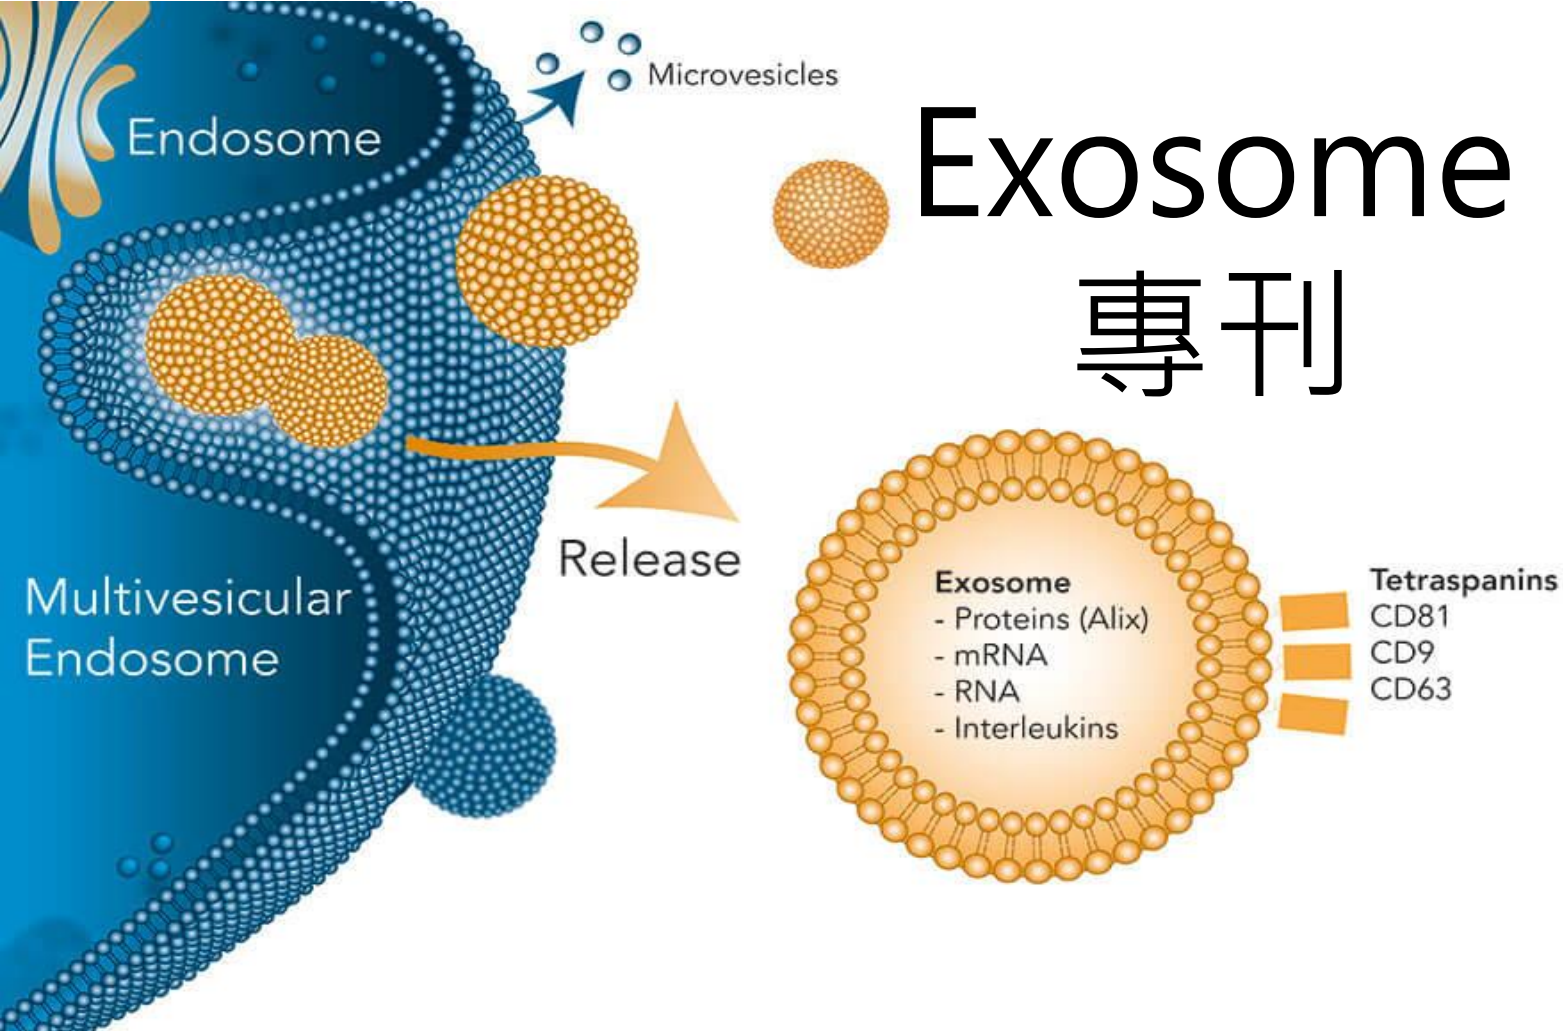 Microvesicles
Endosome
Exosome
專刊
Release
Multivesicular
Endosome
Exosome
- Proteins (Alix)
- mRNA
- RNA
- Interleukins
Tetraspanins
CD81
CD9
CD63